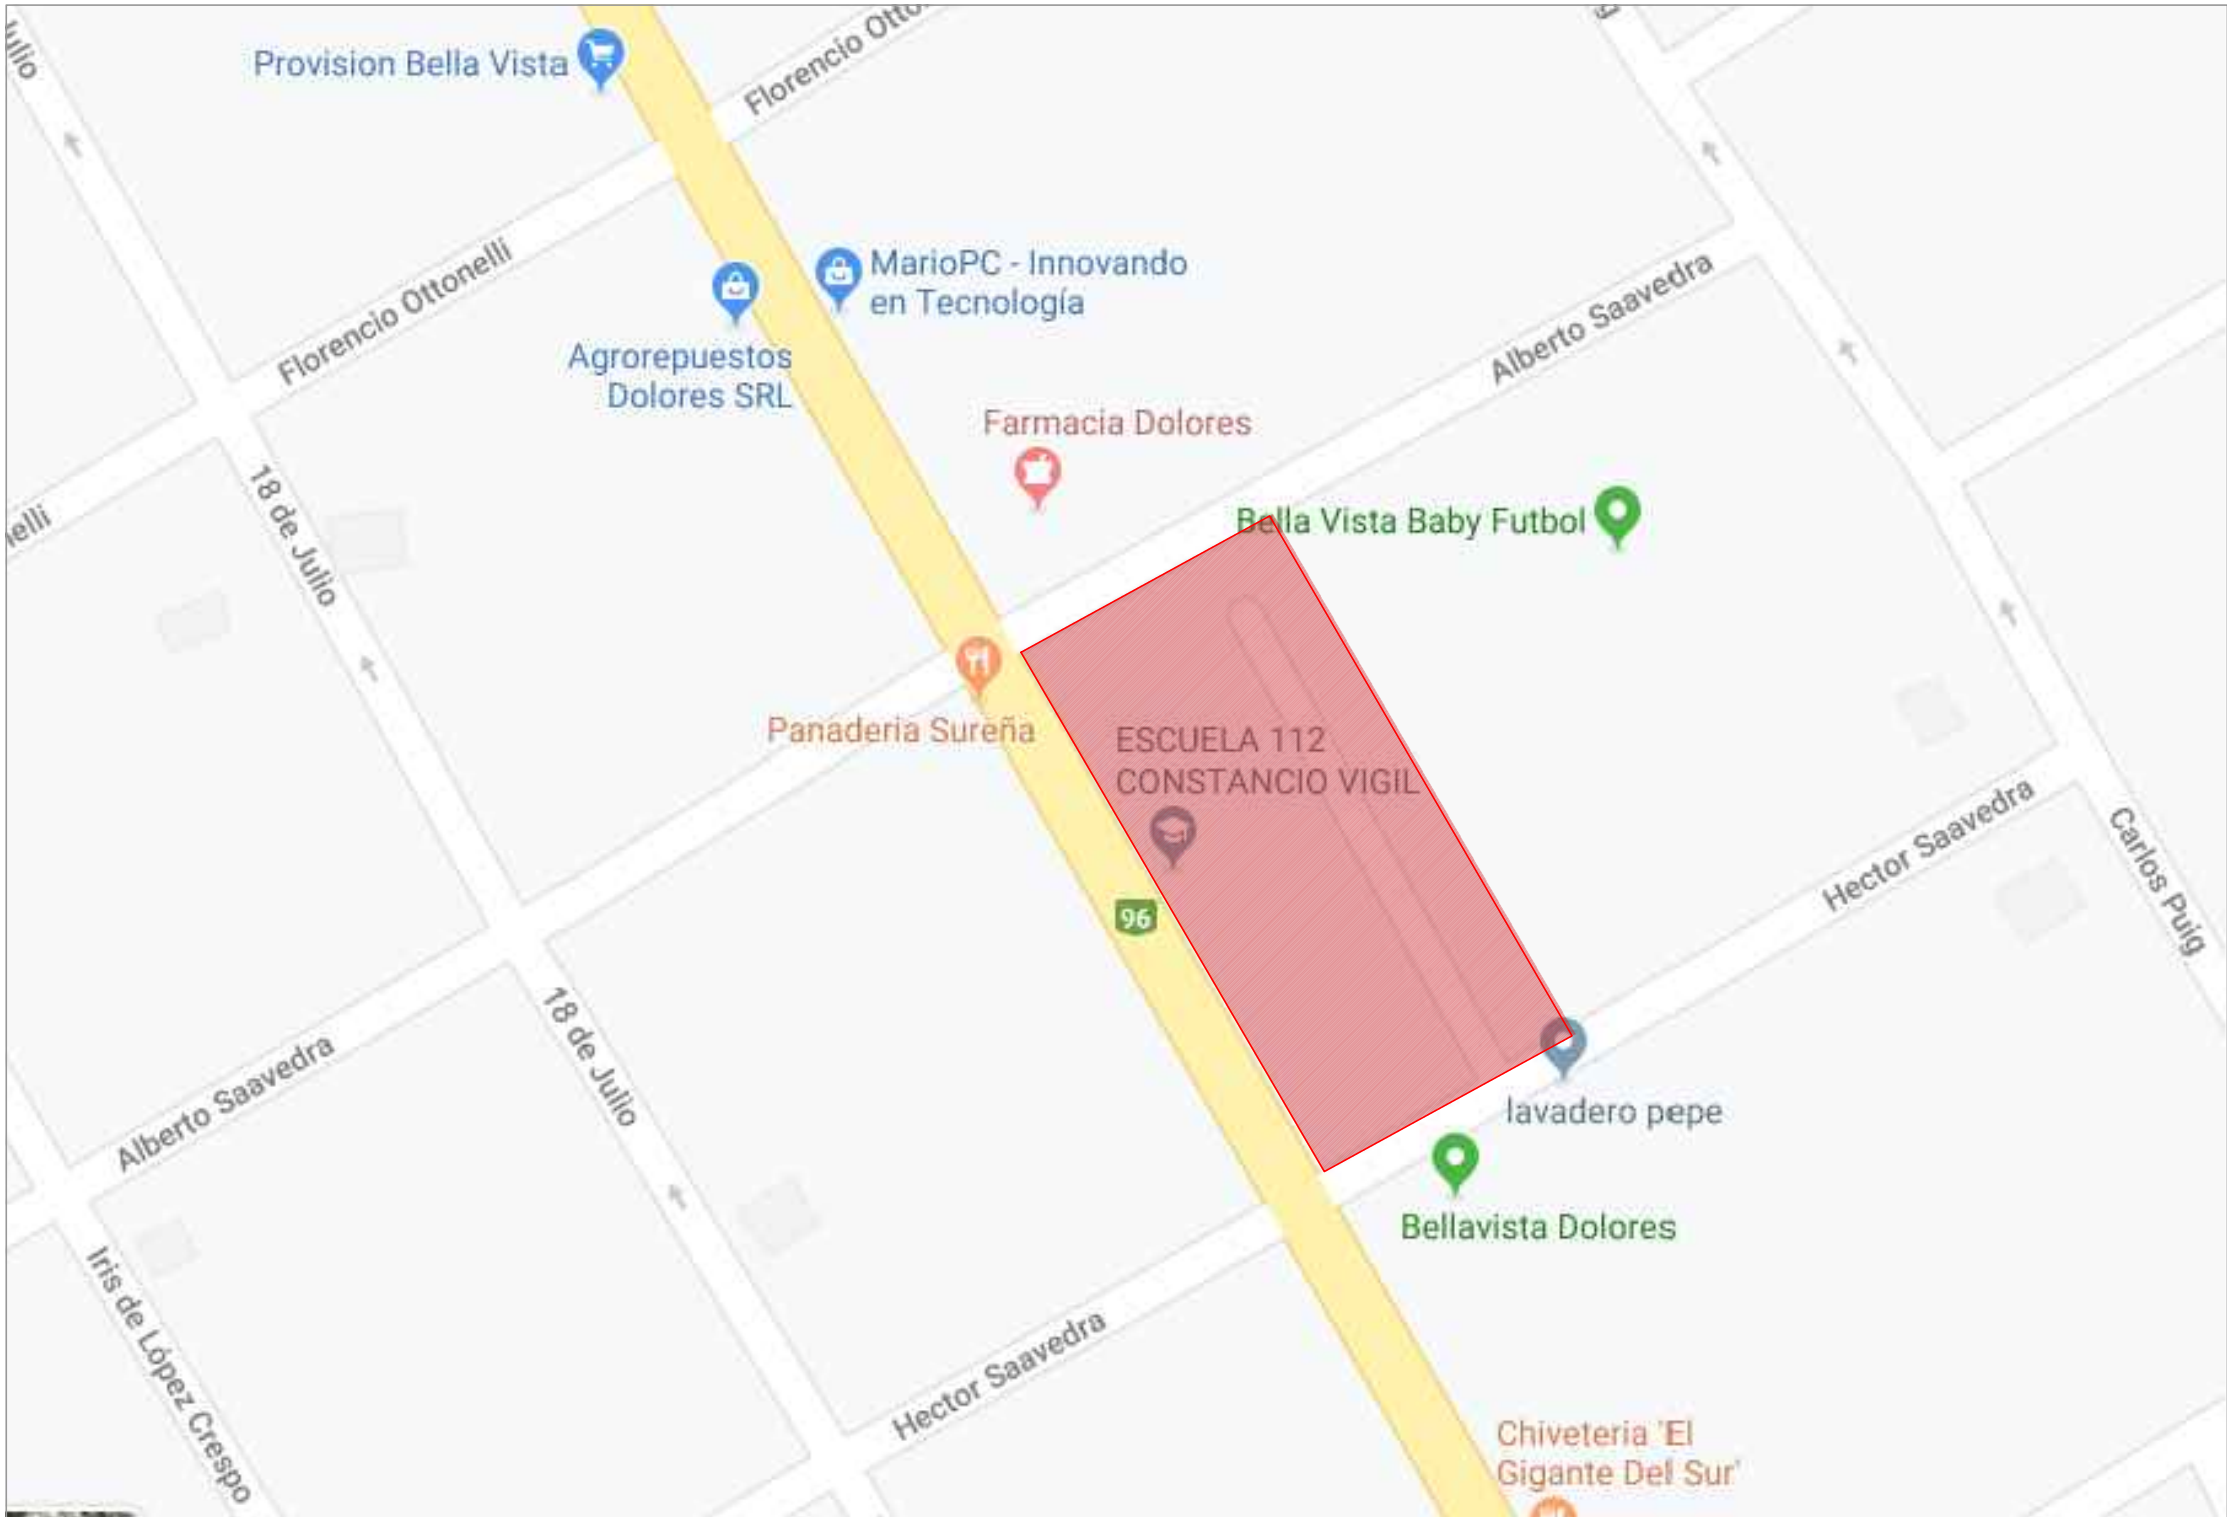 Provision Bella Vista
Florencio Otto
ulio
MarioPC - Innovando
en Tecnología
Florencio Ottonelli
Agrorepuestos
Dolores SRL
Alberto Saavedra
Farmacia Dolores
18 de Julio
Bella Vista Baby Futbol
nelli
Panaderia Sureña
ESCUELA 112
CONSTANCIO VIGIL
Hector Saavedra
Carlos Puig
96
18 de Julio
Alberto Saavedra
lavadero pepe
Bellavista Dolores
Iris de López Crespo
Hector Saavedra
Chiveteria 'El
Gigante Del Sur'